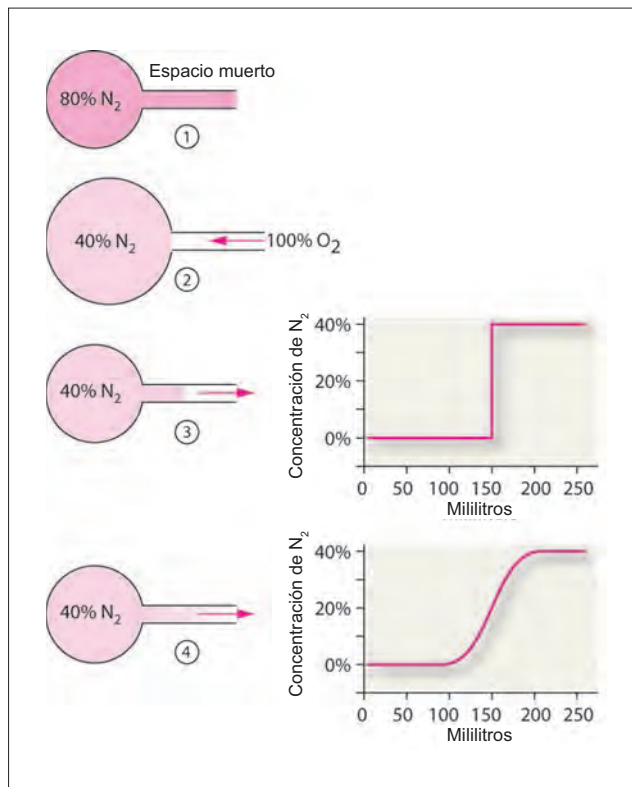 Espacio muerto
80% N₂
①
40% N₂
100% O₂
②
40% N₂
③
Concentración de N₂
40%
20%
0%
0 50 100 150 200 250
Mililitros
40% N₂
④
Concentración de N₂
40%
20%
0%
0 50 100 150 200 250
Mililitros